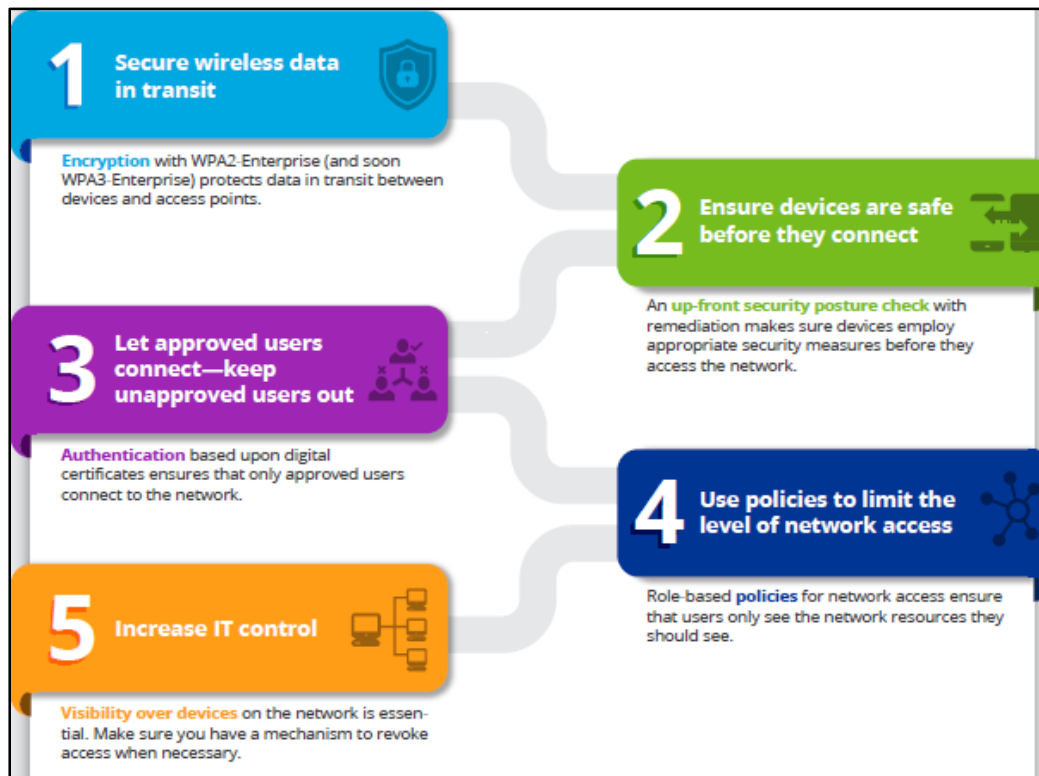 1
Secure wireless data
in transit
Encryption with WPA2-Enterprise (and soon
WPA3-Enterprise) protects data in transit between
devices and access points.
2
Ensure devices are safe
before they connect
An up-front security posture check with
remediation makes sure devices employ
appropriate security measures before they
access the network.
3
Let approved users
connect—keep
unapproved users out
Authentication based upon digital
certificates ensures that only approved users
connect to the network.
4
Use policies to limit the
level of network access
Role-based policies for network access ensure
that users only see the network resources they
should see.
5
Increase IT control
Visibility over devices on the network is essen-
tial. Make sure you have a mechanism to revoke
access when necessary.